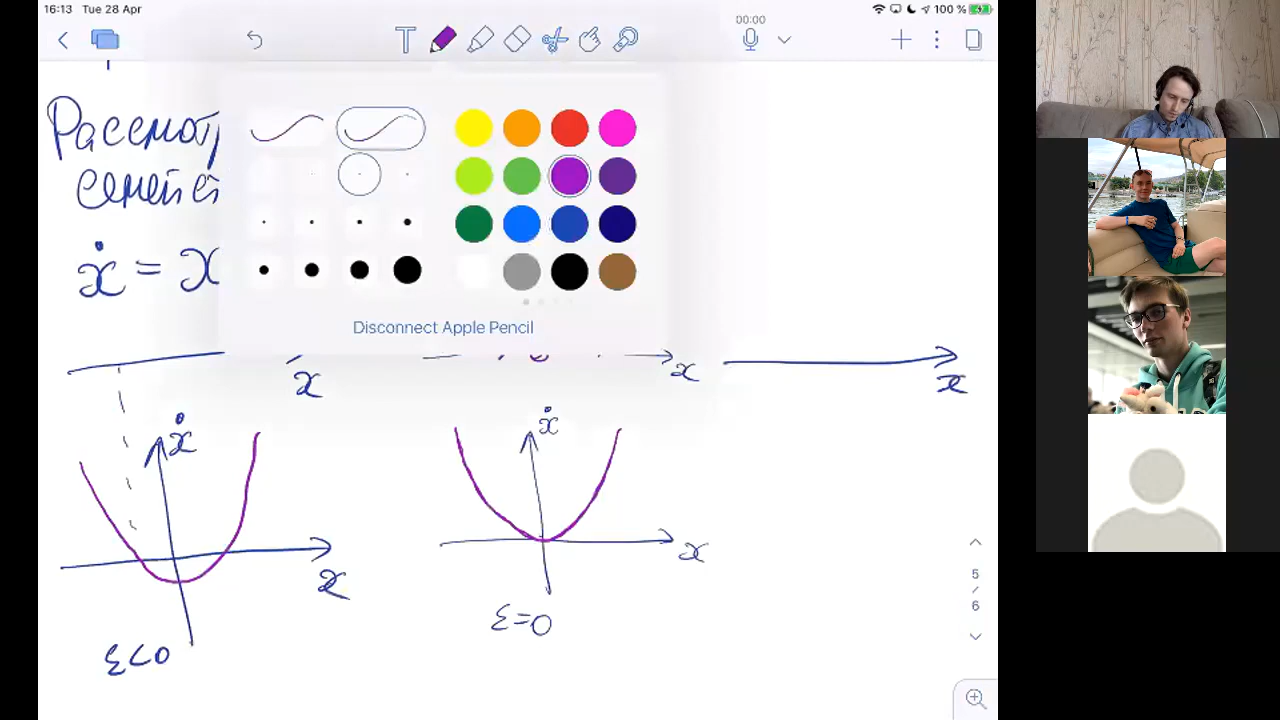 16:13 Tue 28 Apr
100 %
T
00:00
Рассмот
семейст
ẋ = x
Disconnect Apple Pencil
x
x
x
ẋ
ẋ
x
x
ε<0
ε=0
5
/
6